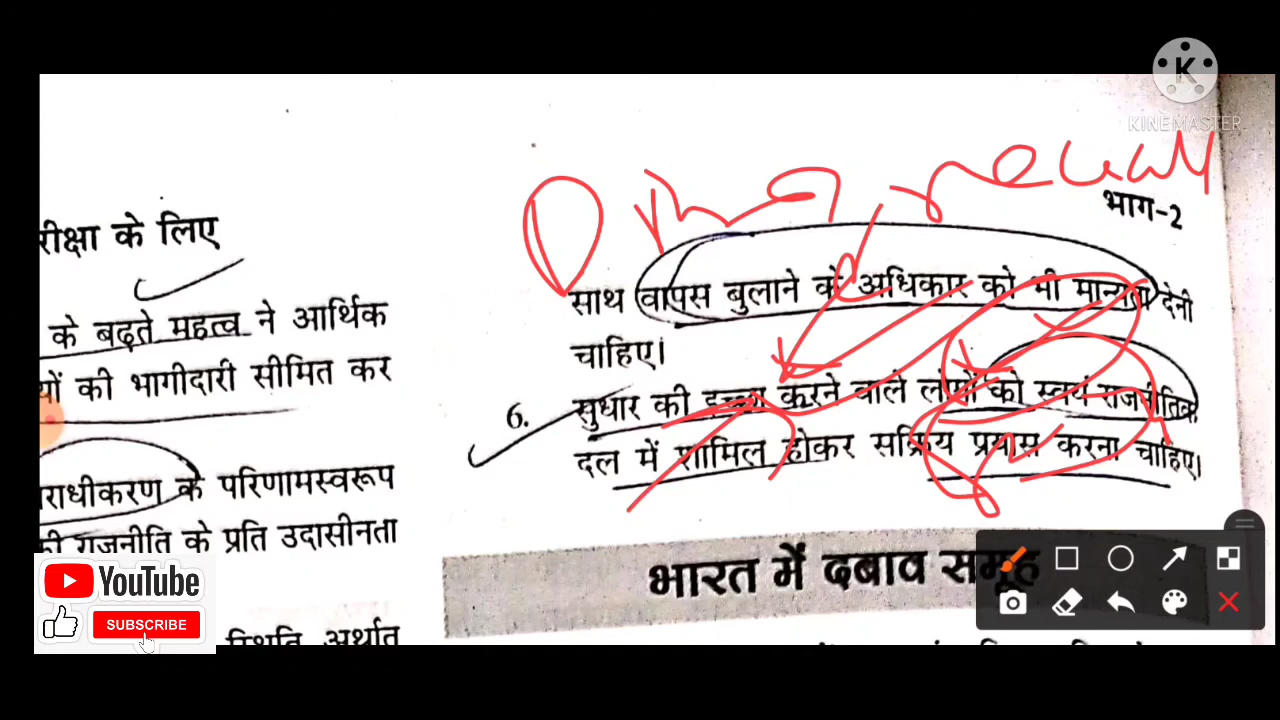 KINEMASTER
रीक्षा के लिए
के बढ़ते महत्व ने आर्थिक
यों की भागीदारी सीमित कर
राधीकरण के परिणामस्वरूप
की राजनीति के प्रति उदासीनता
स्थिति अर्थात
भाग-2
साथ वापस बुलाने के अधिकार को भी मान्यता देनी
चाहिए।
6. सुधार की इच्छा करने वाले लोगों को स्वयं राजनीतिक
दल में शामिल होकर सक्रिय प्रयास करना चाहिए।
भारत में दबाव समूह
YouTube
SUBSCRIBE